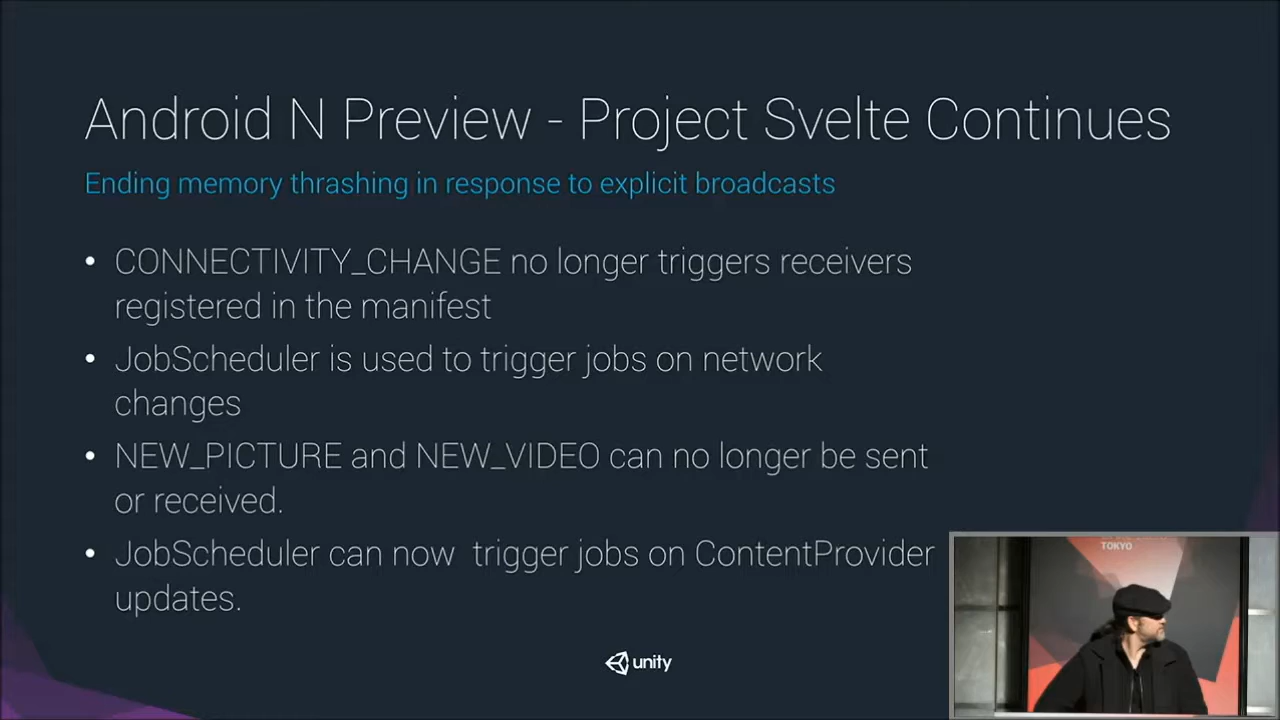 Android N Preview - Project Svelte Continues
Ending memory thrashing in response to explicit broadcasts
• CONNECTIVITY_CHANGE no longer triggers receivers
registered in the manifest
• JobScheduler is used to trigger jobs on network
changes
• NEW_PICTURE and NEW_VIDEO can no longer be sent
or received.
• JobScheduler can now  trigger jobs on ContentProvider
updates.
unity
TOKYO